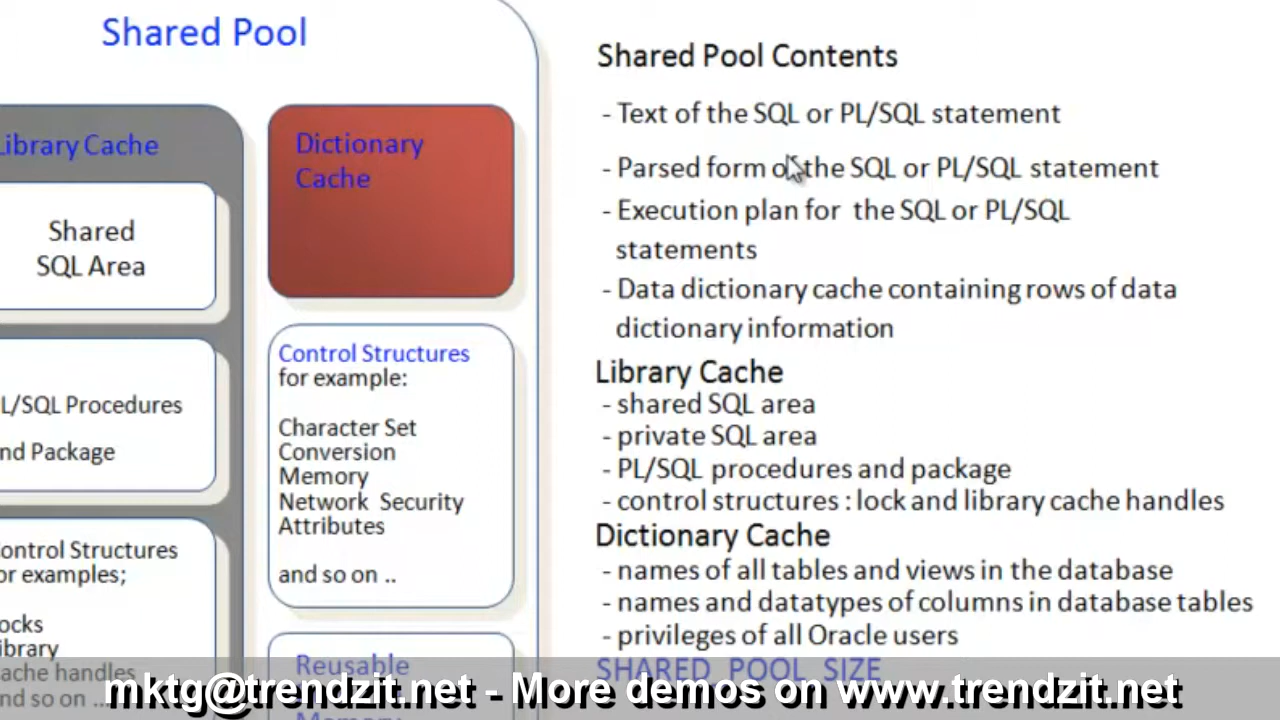 Shared Pool
Library Cache
Shared
SQL Area
L/SQL Procedures
nd Package
ontrol Structures
or examples;
ocks
ibrary
ache handles
nd so on ...
Dictionary
Cache
Control Structures
for example:
Character Set
Conversion
Memory
Network Security
Attributes
and so on ..
Reusable
Memory
Shared Pool Contents
- Text of the SQL or PL/SQL statement
- Parsed form of the SQL or PL/SQL statement
- Execution plan for the SQL or PL/SQL
statements
- Data dictionary cache containing rows of data
dictionary information
Library Cache
- shared SQL area
- private SQL area
- PL/SQL procedures and package
- control structures : lock and library cache handles
Dictionary Cache
- names of all tables and views in the database
- names and datatypes of columns in database tables
- privileges of all Oracle users
SHARED_POOL_SIZE
mktg@trendzit.net - More demos on www.trendzit.net